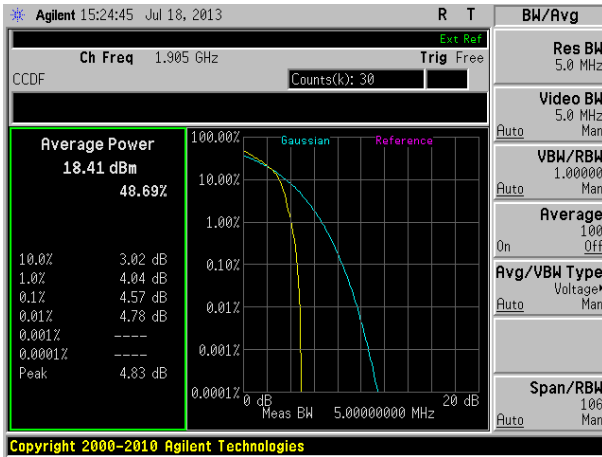 Agilent 15:24:45 Jul 18, 2013 R T
Ext Ref
Ch Freq 1.905 GHz Trig Free
CCDF Counts(k): 30
Average Power
18.41 dBm
48.69%
10.0% 3.02 dB
1.0% 4.04 dB
0.1% 4.57 dB
0.01% 4.78 dB
0.001% ----
0.0001% ----
Peak 4.83 dB
100.00% Gaussian Reference
10.00%
1.00%
0.10%
0.01%
0.001%
0.0001%
0 dB 20 dB
Meas BW 5.00000000 MHz
BW/Avg
Res BW
5.0 MHz
Video BW
5.0 MHz
Auto Man
VBW/RBW
1.00000
Auto Man
Average
100
On Off
Avg/VBW Type
Voltage
Auto Man
Span/RBW
106
Auto Man
Copyright 2000-2010 Agilent Technologies